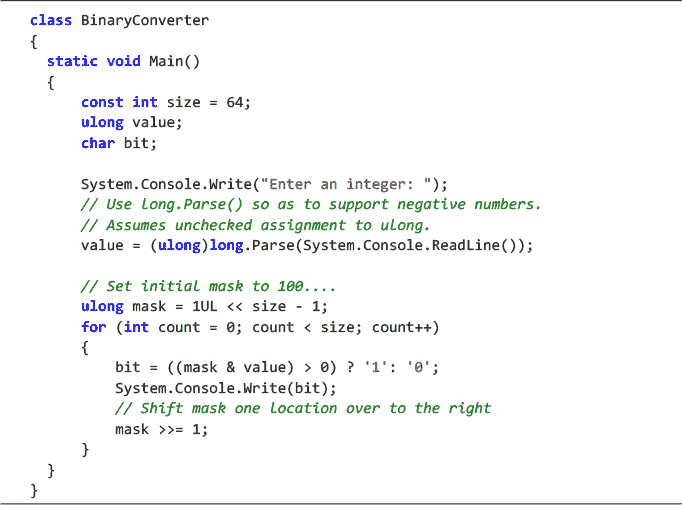 class BinaryConverter
{
static void Main()
{
const int size = 64;
ulong value;
char bit;
System.Console.Write("Enter an integer: ");
// Use long.Parse() so as to support negative numbers.
// Assumes unchecked assignment to ulong.
value = (ulong)long.Parse(System.Console.ReadLine());
// Set initial mask to 100....
ulong mask = 1UL << size - 1;
for (int count = 0; count < size; count++)
{
bit = ((mask & value) > 0) ? '1': '0';
System.Console.Write(bit);
// Shift mask one location over to the right
mask >>= 1;
}
}
}